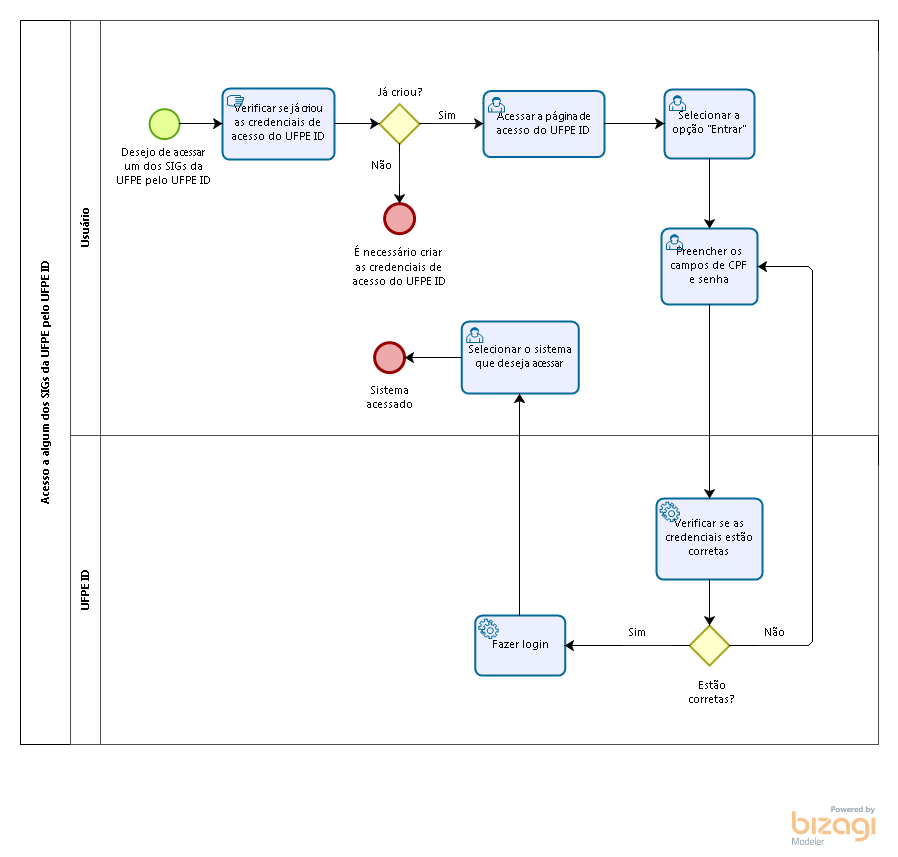 Acesso a algum dos SIGs da UFPE pelo UFPE ID
Usuário
Desejo de acessar
um dos SIGs da
UFPE pelo UFPE ID
Verificar se já criou
as credenciais de
acesso do UFPE ID
Já criou?
Sim
Não
É necessário criar
as credenciais de
acesso do UFPE ID
Acessar a página de
acesso do UFPE ID
Selecionar a
opção "Entrar"
Preencher os
campos de CPF
e senha
Selecionar o sistema
que deseja acessar
Sistema
acessado
UFPE ID
Verificar se as
credenciais estão
corretas
Estão
corretas?
Sim
Não
Fazer login
Powered by
bizagi
Modeler